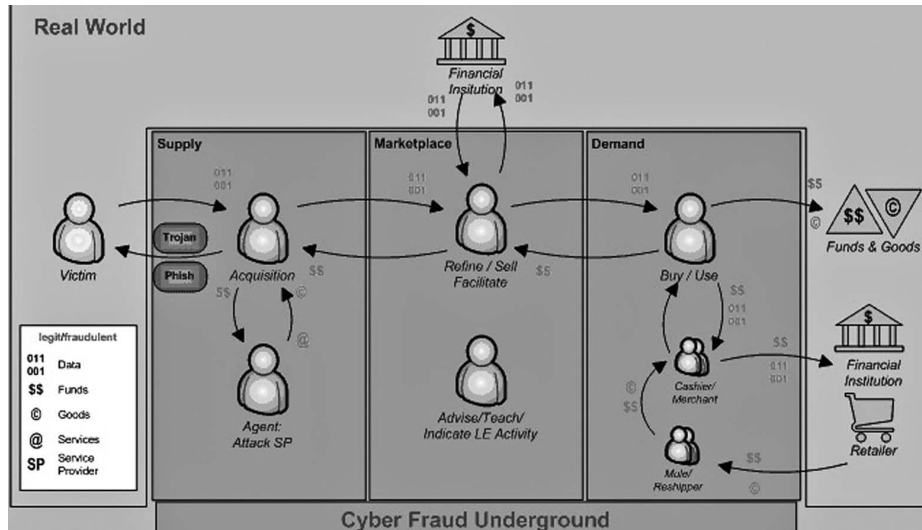 Real World
$
Financial
Insitution
011
001
011
001
Supply
Marketplace
Demand
011
001
011
001
011
001
$$
©
$$
©
Funds & Goods
Trojan
Phish
Victim
Acquisition
$$
Refine / Sell
Facilitate
$$
Buy / Use
$$
©
@
$$
011
001
Agent:
Attack SP
Advise/Teach/
Indicate LE Activity
Cashier/
Merchant
$$
011
001
$
Financial
Institution
Retailer
©
$$
Mule/
Reshipper
$$
©
legit/fraudulent
011
001 Data
$$ Funds
© Goods
@ Services
SP Service
Provider
Cyber Fraud Underground